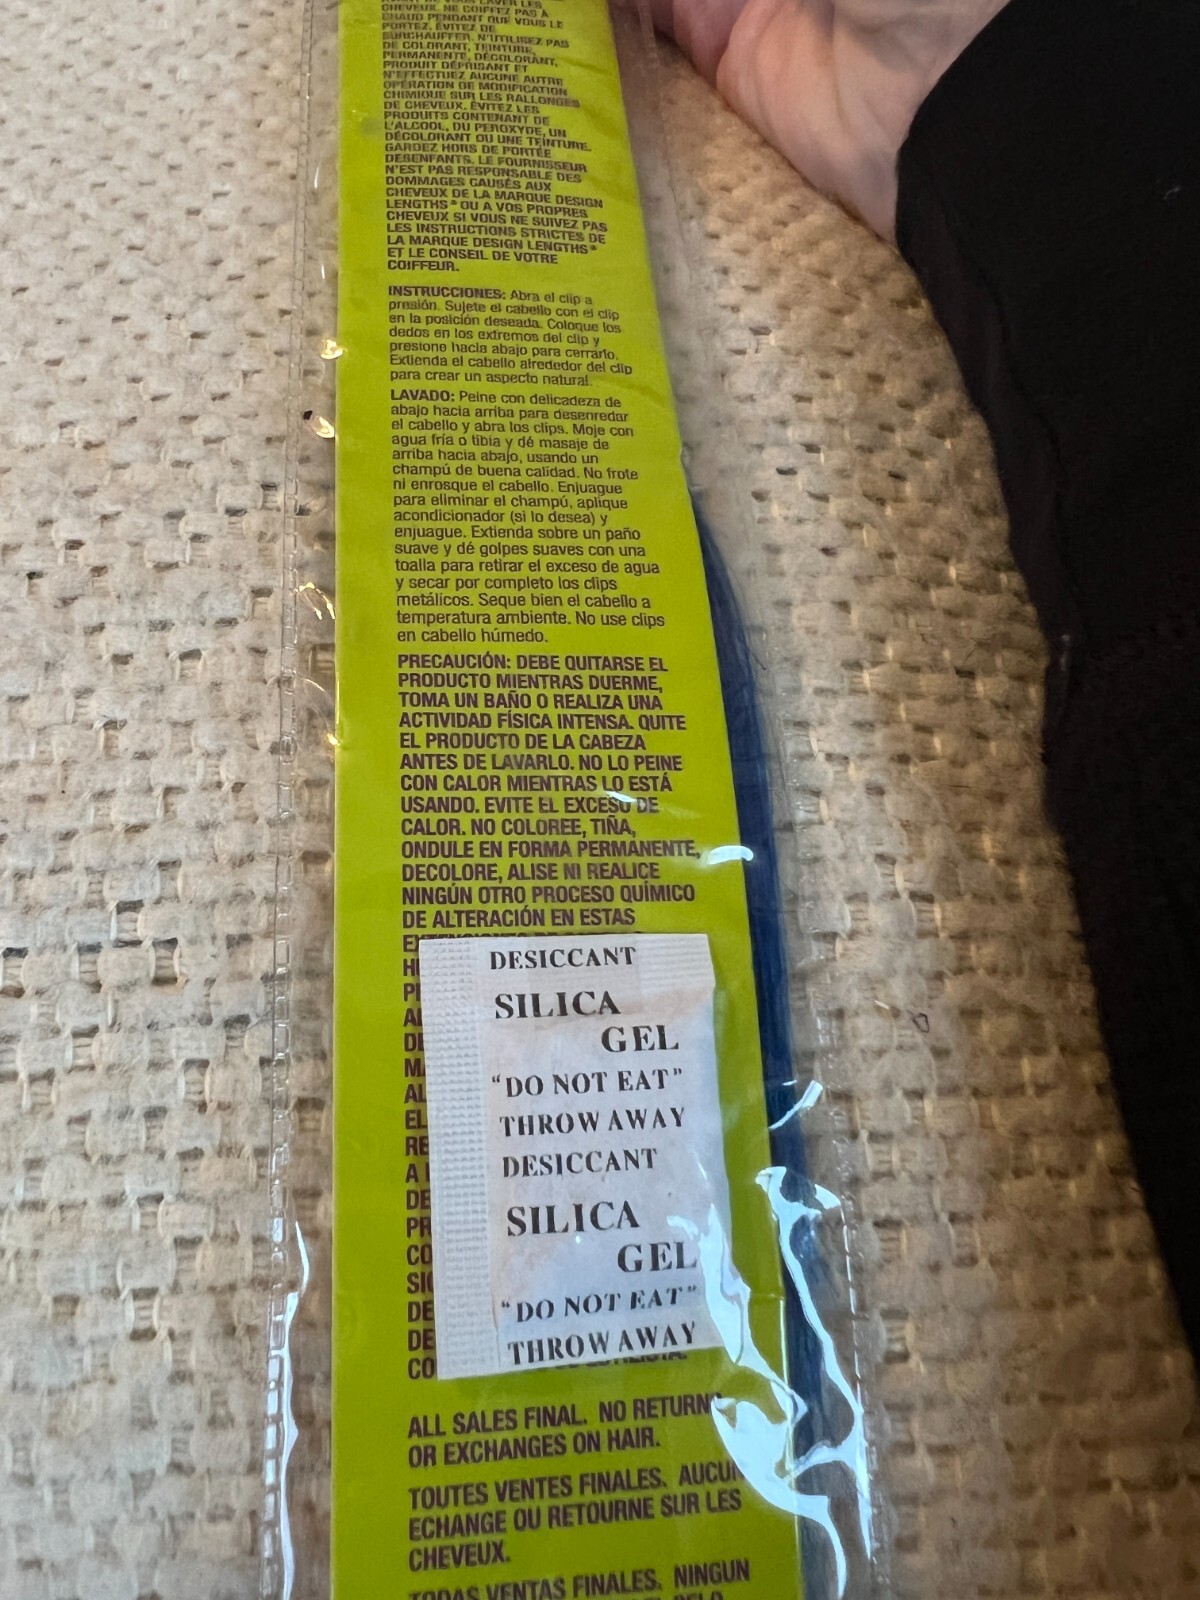 CHEVEUX. NE COIFFEZ PAS À
CHAUD PENDANT QUE VOUS LE
PORTEZ. ÉVITEZ DE
SURCHAUFFER. N'UTILISEZ PAS
DE COLORANT, TEINTURE,
PERMANENTE, DÉCOLORANT,
PRODUIT DÉFRISANT ET
N'EFFECTUEZ AUCUNE AUTRE
OPÉRATION DE MODIFICATION
CHIMIQUE SUR LES RALLONGES
DE CHEVEUX. ÉVITEZ LES
PRODUITS CONTENANT DE
L'ALCOOL, DU PEROXYDE, UN
DÉCOLORANT OU UNE TEINTURE.
GARDEZ HORS DE PORTÉE
DESENFANTS. LE FOURNISSEUR
N'EST PAS RESPONSABLE DES
DOMMAGES CAUSÉS AUX
CHEVEUX DE LA MARQUE DESIGN
LENGTHS® OU A VOS PROPRES
CHEVEUX SI VOUS NE SUIVEZ PAS
LES INSTRUCTIONS STRICTES DE
LA MARQUE DESIGN LENGTHS®
ET LE CONSEIL DE VOTRE
COIFFEUR.
INSTRUCCIONES: Abra el clip a
presión. Sujete el cabello con el clip
en la posición deseada. Coloque los
dedos en los extremos del clip y
presione hacia abajo para cerrarlo.
Extienda el cabello alrededor del clip
para crear un aspecto natural.
LAVADO: Peine con delicadeza de
abajo hacia arriba para desenredar
el cabello y abra los clips. Moje con
agua fría o tibia y dé masaje de
arriba hacia abajo, usando un
champú de buena calidad. No frote
ni enrosque el cabello. Enjuague
para eliminar el champú, aplique
acondicionador (si lo desea) y
enjuague. Extienda sobre un paño
suave y dé golpes suaves con una
toalla para retirar el exceso de agua
y secar por completo los clips
metálicos. Seque bien el cabello a
temperatura ambiente. No use clips
en cabello húmedo.
PRECAUCIÓN: DEBE QUITARSE EL
PRODUCTO MIENTRAS DUERME,
TOMA UN BAÑO O REALIZA UNA
ACTIVIDAD FÍSICA INTENSA. QUITE
EL PRODUCTO DE LA CABEZA
ANTES DE LAVARLO. NO LO PEINE
CON CALOR MIENTRAS LO ESTÁ
USANDO. EVITE EL EXCESO DE
CALOR. NO COLOREE, TIÑA,
ONDULE EN FORMA PERMANENTE,
DECOLORE, ALISE NI REALICE
NINGÚN OTRO PROCESO QUÍMICO
DE ALTERACIÓN EN ESTAS
DESICCANT
SILICA
GEL
"DO NOT EAT"
THROW AWAY
DESICCANT
SILICA
GEL
"DO NOT EAT"
THROW AWAY
ALL SALES FINAL. NO RETURNS
OR EXCHANGES ON HAIR.
TOUTES VENTES FINALES. AUCUN
ECHANGE OU RETOURNE SUR LES
CHEVEUX.
TODAS VENTAS FINALES. NINGUN